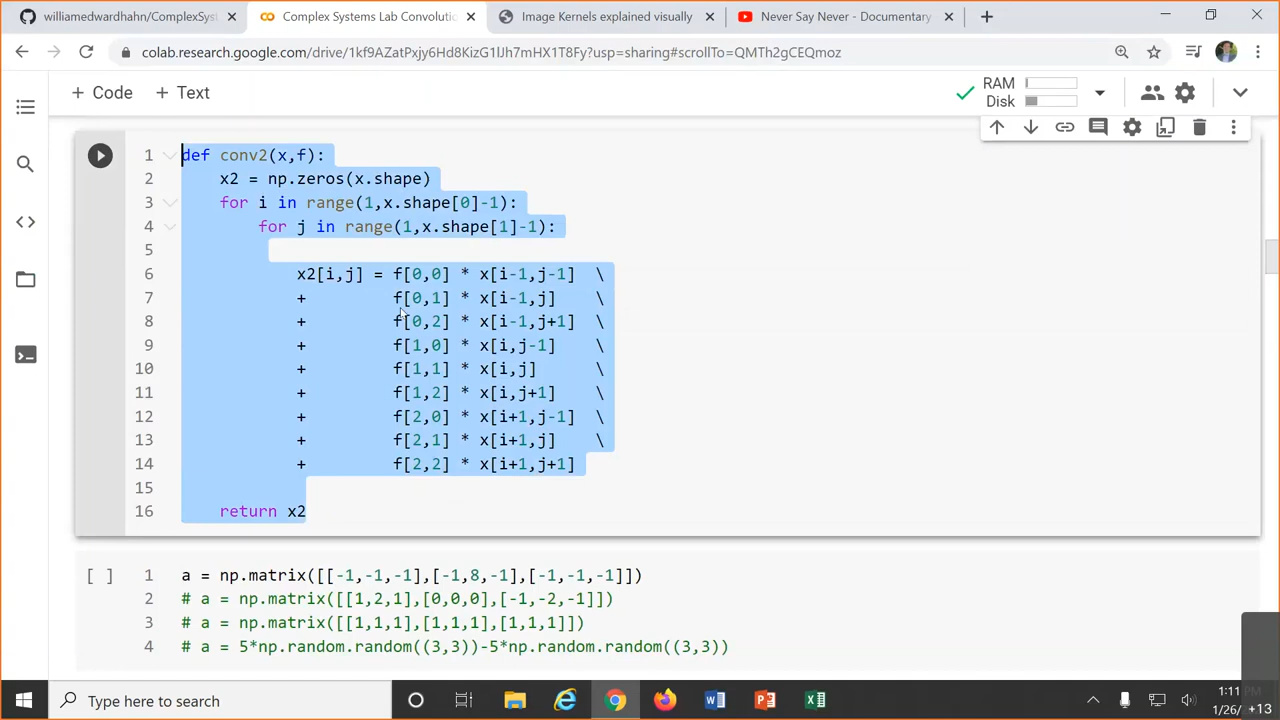 williamedwardhahn/ComplexSys
Complex Systems Lab Convolutio
Image Kernels explained visually
Never Say Never - Documentary
colab.research.google.com/drive/1kf9AZatPxjy6Hd8KizG1lJh7mHX1T8Fy?usp=sharing#scrollTo=QMTh2gCEQmoz
+ Code + Text
RAM
Disk
1 def conv2(x,f):
2 x2 = np.zeros(x.shape)
3 for i in range(1,x.shape[0]-1):
4 for j in range(1,x.shape[1]-1):
5
6 x2[i,j] = f[0,0] * x[i-1,j-1] \
7 + f[0,1] * x[i-1,j] \
8 + f[0,2] * x[i-1,j+1] \
9 + f[1,0] * x[i,j-1] \
10 + f[1,1] * x[i,j] \
11 + f[1,2] * x[i,j+1] \
12 + f[2,0] * x[i+1,j-1] \
13 + f[2,1] * x[i+1,j] \
14 + f[2,2] * x[i+1,j+1]
15
16 return x2
[ ] 1 a = np.matrix([[-1,-1,-1],[-1,8,-1],[-1,-1,-1]])
2 # a = np.matrix([[1,2,1],[0,0,0],[-1,-2,-1]])
3 # a = np.matrix([[1,1,1],[1,1,1],[1,1,1]])
4 # a = 5*np.random.random((3,3))-5*np.random.random((3,3))
Type here to search
1:11 PM
1/26/ +13